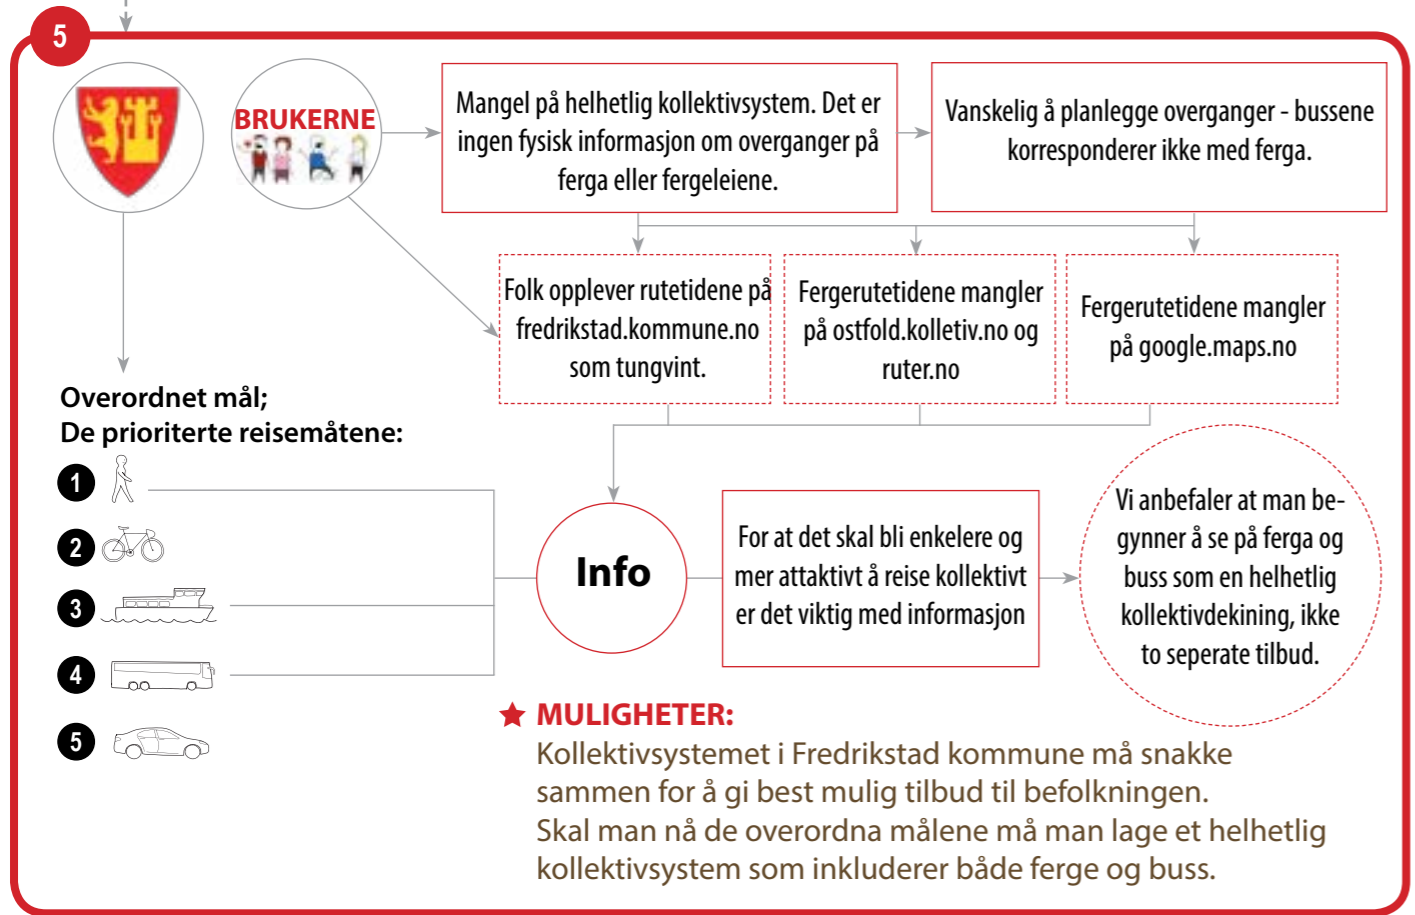 5
BRUKERNE
Mangel på helhetlig kollektivsystem. Det er
ingen fysisk informasjon om overganger på
ferga eller fergeleiene.
Vanskelig å planlegge overganger - bussene
korresponderer ikke med ferga.
Folk opplever rutetidene på
fredrikstad.kommune.no
som tungvint.
Fergerutetidene mangler
på ostfold.kolletiv.no og
ruter.no
Fergerutetidene mangler
på google.maps.no
Overordnet mål;
De prioriterte reisemåtene:
1
2
3
4
5
Info
For at det skal bli enkelere og
mer attaktivt å reise kollektivt
er det viktig med informasjon
Vi anbefaler at man be-
gynner å se på ferga og
buss som en helhetlig
kollektivdekining, ikke
to seperate tilbud.
MULIGHETER:
Kollektivsystemet i Fredrikstad kommune må snakke
sammen for å gi best mulig tilbud til befolkningen.
Skal man nå de overordna målene må man lage et helhetlig
kollektivsystem som inkluderer både ferge og buss.